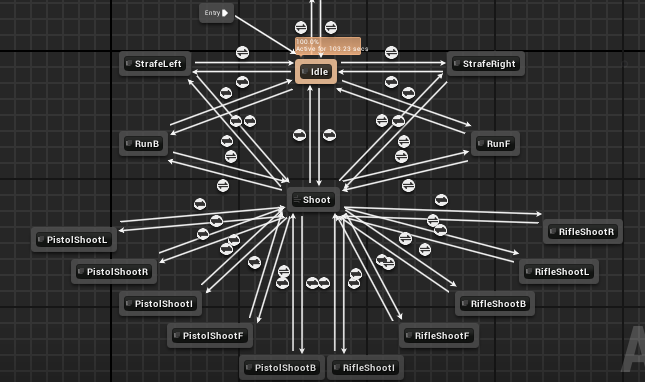 Entry
100.0%
Active for 103.23 secs
StrafeLeft
Idle
StrafeRight
RunB
RunF
Shoot
PistolShootL
RifleShootR
PistolShootR
RifleShootL
PistolShootI
RifleShootB
PistolShootF
RifleShootF
PistolShootB
RifleShootI
A